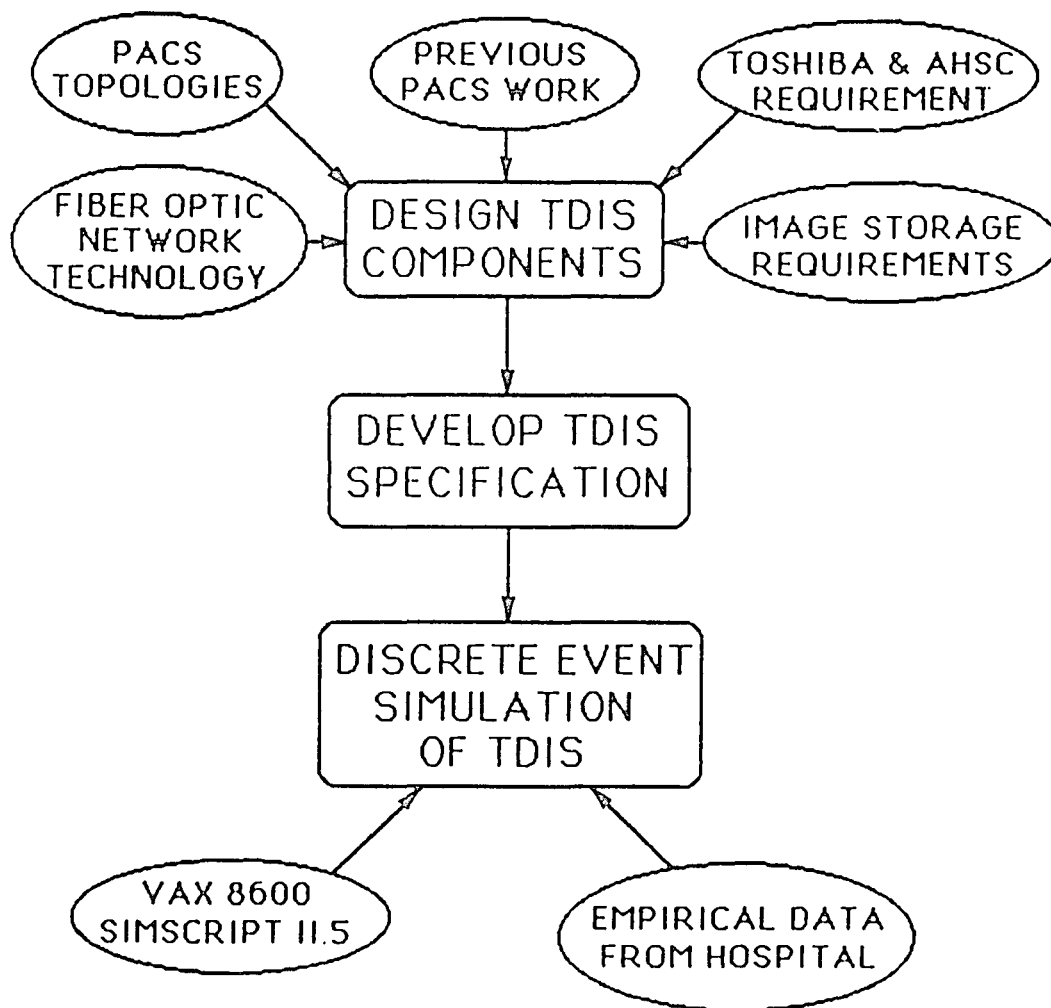 PACS
TOPOLOGIES
PREVIOUS
PACS WORK
TOSHIBA & AHSC
REQUIREMENT
FIBER OPTIC
NETWORK
TECHNOLOGY
DESIGN TDIS
COMPONENTS
IMAGE STORAGE
REQUIREMENTS
DEVELOP TDIS
SPECIFICATION
DISCRETE EVENT
SIMULATION
OF TDIS
VAX 8600
SIMSCRIPT II.5
EMPIRICAL DATA
FROM HOSPITAL